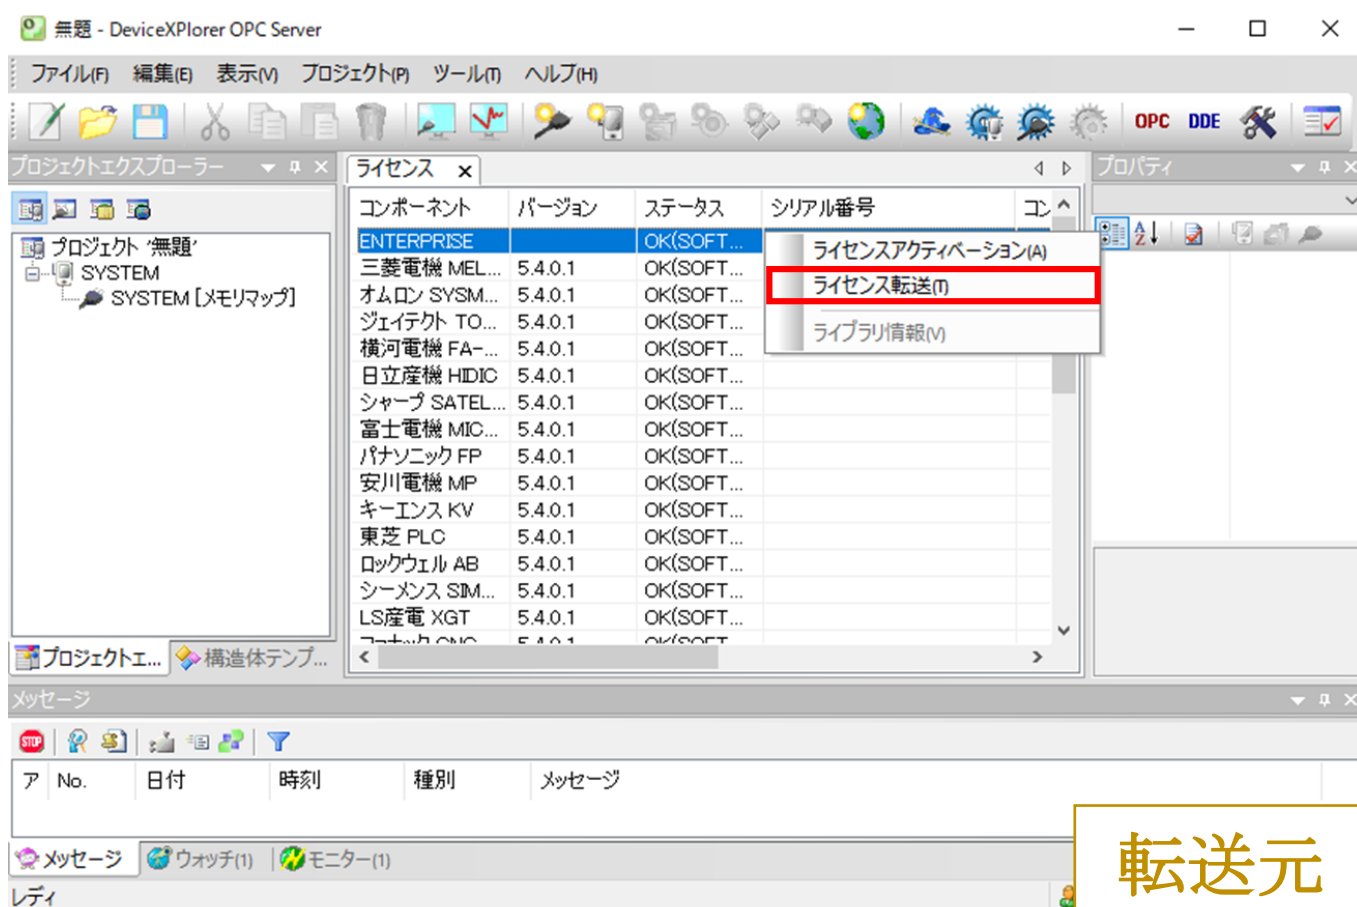 無題 - DeviceXPlorer OPC Server
ファイル(F) 編集(E) 表示(V) プロジェクト(P) ツール(T) ヘルプ(H)
OPC DDE
プロジェクトエクスプローラー
プロジェクト '無題'
SYSTEM
SYSTEM [メモリマップ]
プロジェクトエ...
構造体テンプ...
ライセンス
コンポーネント バージョン ステータス シリアル番号 コン
ENTERPRISE OK(SOFT...
三菱電機 MEL... 5.4.0.1 OK(SOFT...
オムロン SYSM... 5.4.0.1 OK(SOFT...
ジェイテクト TO... 5.4.0.1 OK(SOFT...
横河電機 FA-... 5.4.0.1 OK(SOFT...
日立産機 HIDIC 5.4.0.1 OK(SOFT...
シャープ SATEL... 5.4.0.1 OK(SOFT...
富士電機 MIC... 5.4.0.1 OK(SOFT...
パナソニック FP 5.4.0.1 OK(SOFT...
安川電機 MP 5.4.0.1 OK(SOFT...
キーエンス KV 5.4.0.1 OK(SOFT...
東芝 PLC 5.4.0.1 OK(SOFT...
ロックウェル AB 5.4.0.1 OK(SOFT...
シーメンス SIM... 5.4.0.1 OK(SOFT...
LS産電 XGT 5.4.0.1 OK(SOFT...
ライセンスアクティベーション(A)
ライセンス転送(T)
ライブラリ情報(V)
プロパティ
メッセージ
STOP
ア No. 日付 時刻 種別 メッセージ
メッセージ ウォッチ(1) モニター(1)
レディ
転送元